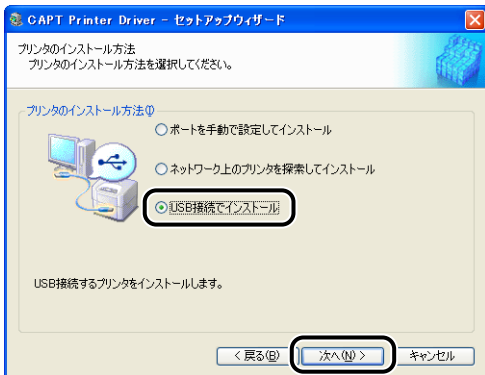 CAPT Printer Driver - セットアップウィザード
プリンタのインストール方法
プリンタのインストール方法を選択してください。
プリンタのインストール方法(I)
ポートを手動で設定してインストール
ネットワーク上のプリンタを探索してインストール
USB接続でインストール
USB接続するプリンタをインストールします。
< 戻る(B) 次へ(N) > キャンセル